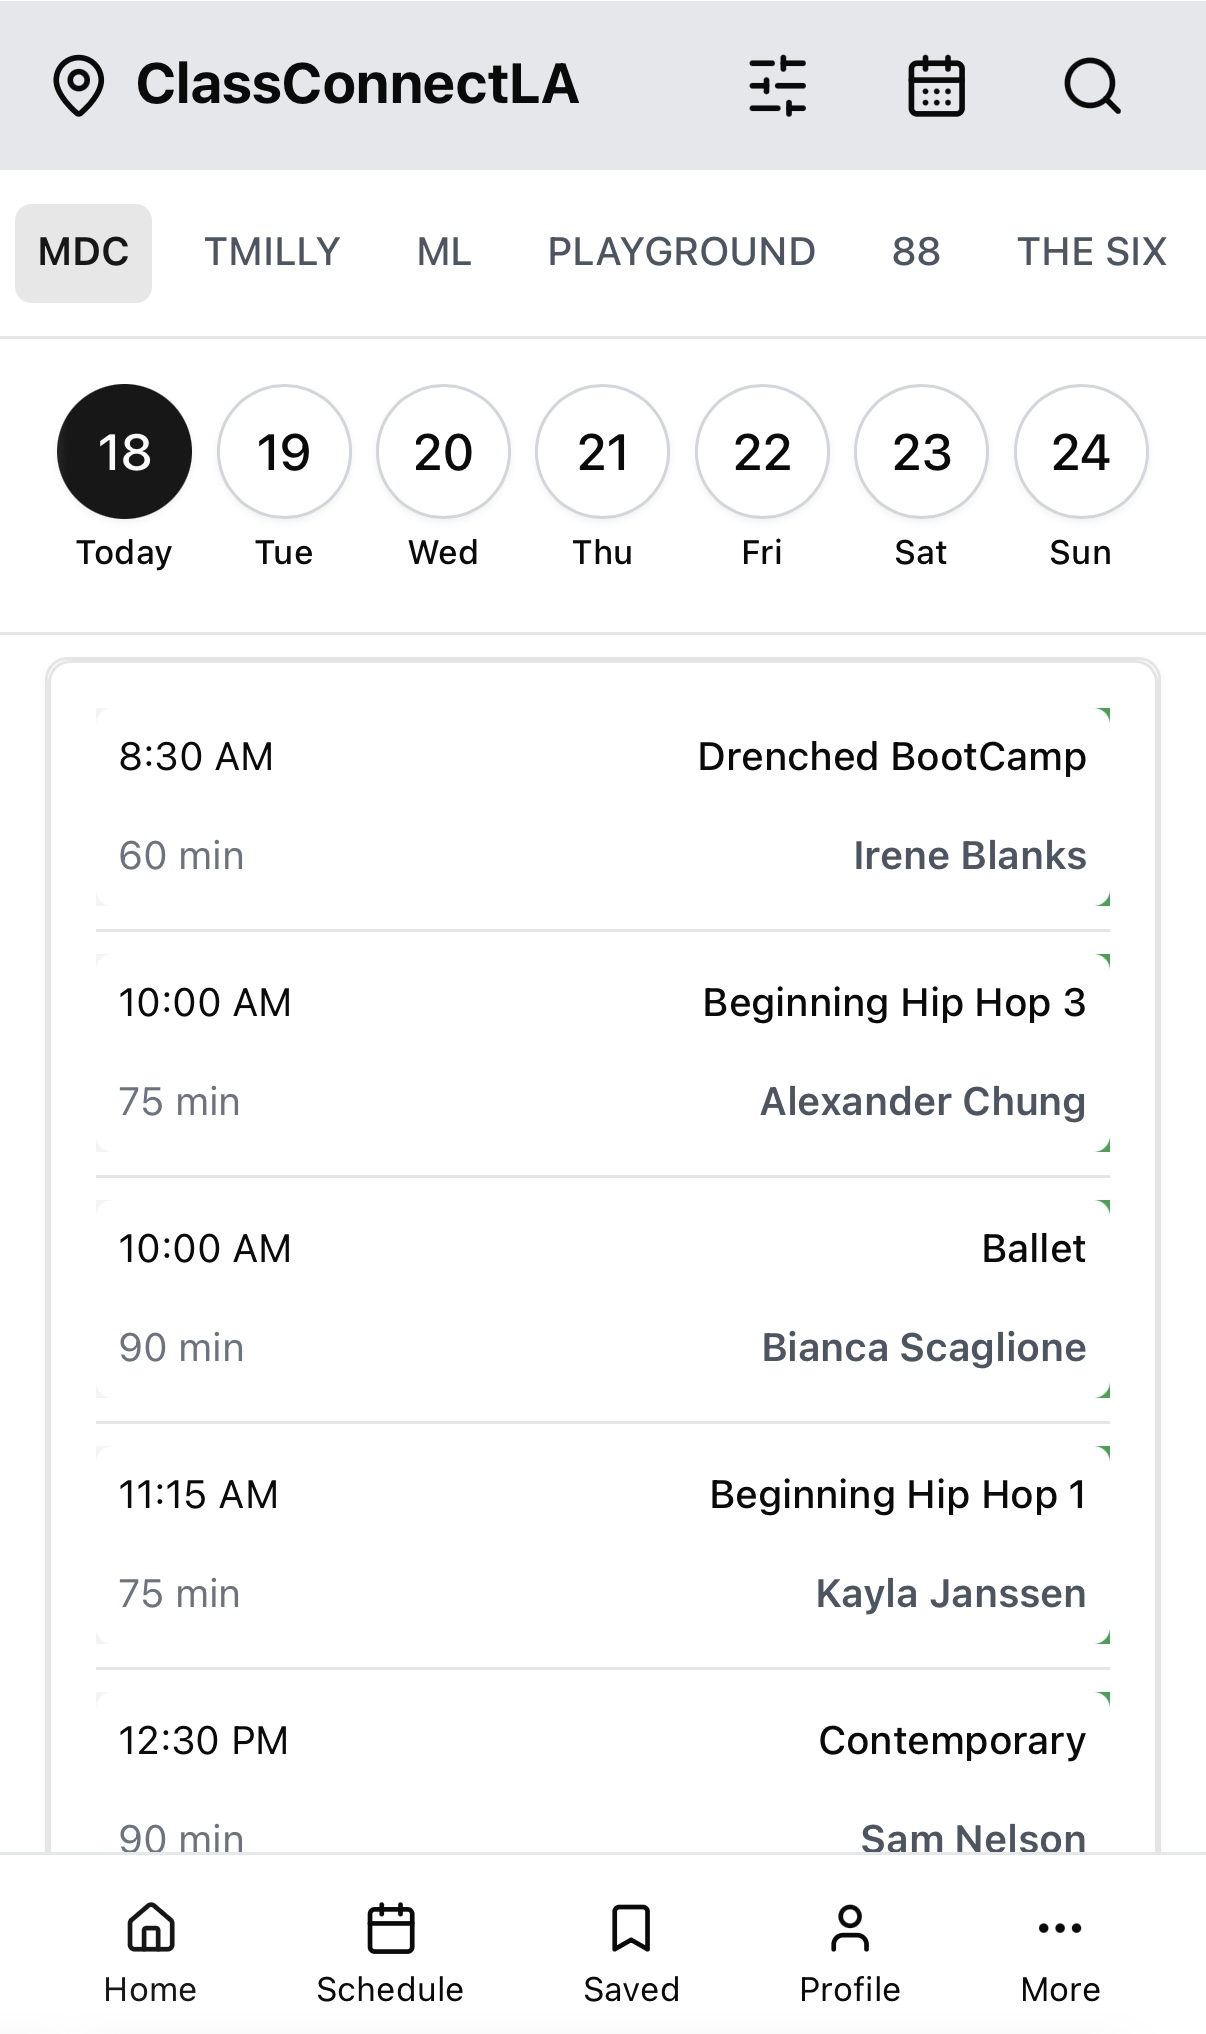 ClassConnectLA
MDC TMILLY ML PLAYGROUND 88 THE SIX
18 19 20 21 22 23 24
Today Tue Wed Thu Fri Sat Sun
8:30 AM Drenched BootCamp
60 min Irene Blanks
10:00 AM Beginning Hip Hop 3
75 min Alexander Chung
10:00 AM Ballet
90 min Bianca Scaglione
11:15 AM Beginning Hip Hop 1
75 min Kayla Janssen
12:30 PM Contemporary
90 min Sam Nelson
Home Schedule Saved Profile More